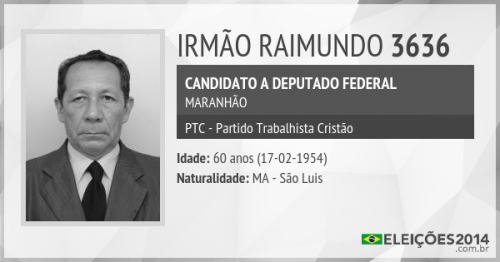 IRMÃO RAIMUNDO 3636
CANDIDATO A DEPUTADO FEDERAL
MARANHÃO
PTC - Partido Trabalhista Cristão
Idade: 60 anos (17-02-1954)
Naturalidade: MA - São Luis
ELEIÇÕES2014
.com.br